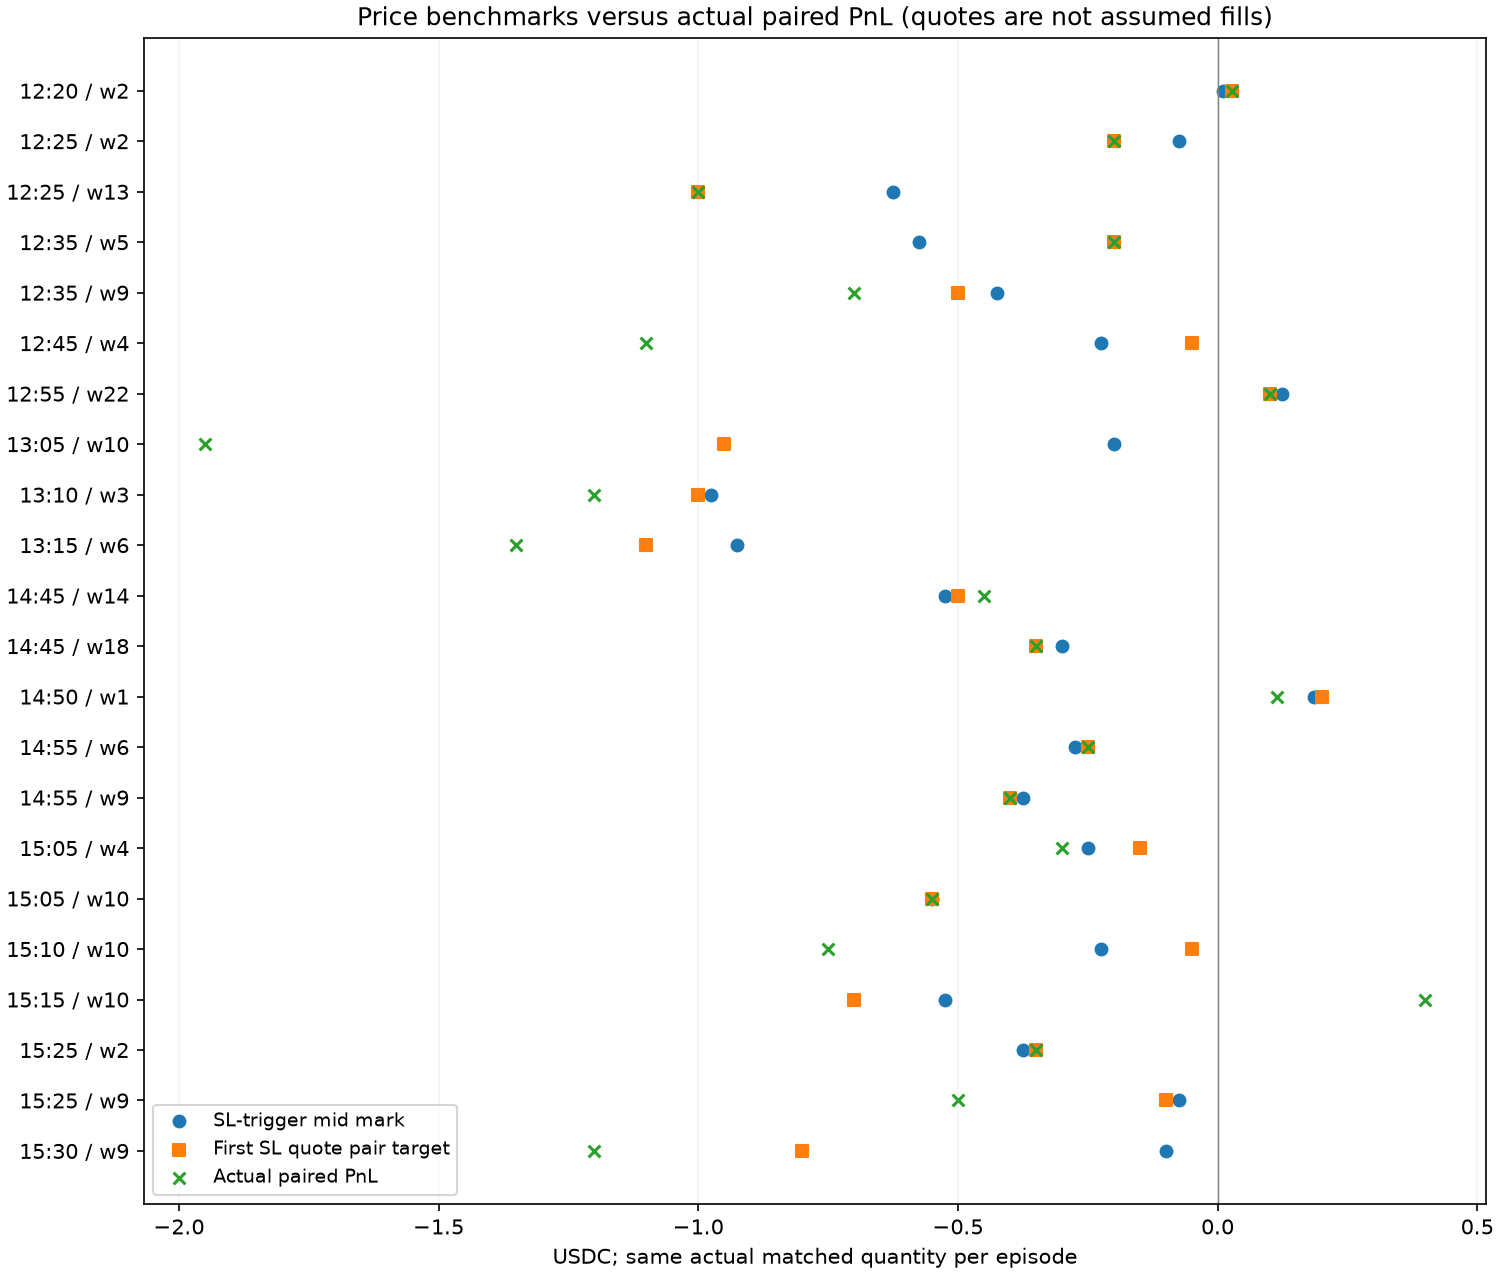 Price benchmarks versus actual paired PnL (quotes are not assumed fills)
12:20 / w2
12:25 / w2
12:25 / w13
12:35 / w5
12:35 / w9
12:45 / w4
12:55 / w22
13:05 / w10
13:10 / w3
13:15 / w6
14:45 / w14
14:45 / w18
14:50 / w1
14:55 / w6
14:55 / w9
15:05 / w4
15:05 / w10
15:10 / w10
15:15 / w10
15:25 / w2
15:25 / w9
15:30 / w9
SL-trigger mid mark
First SL quote pair target
Actual paired PnL
−2.0 −1.5 −1.0 −0.5 0.0 0.5
USDC; same actual matched quantity per episode